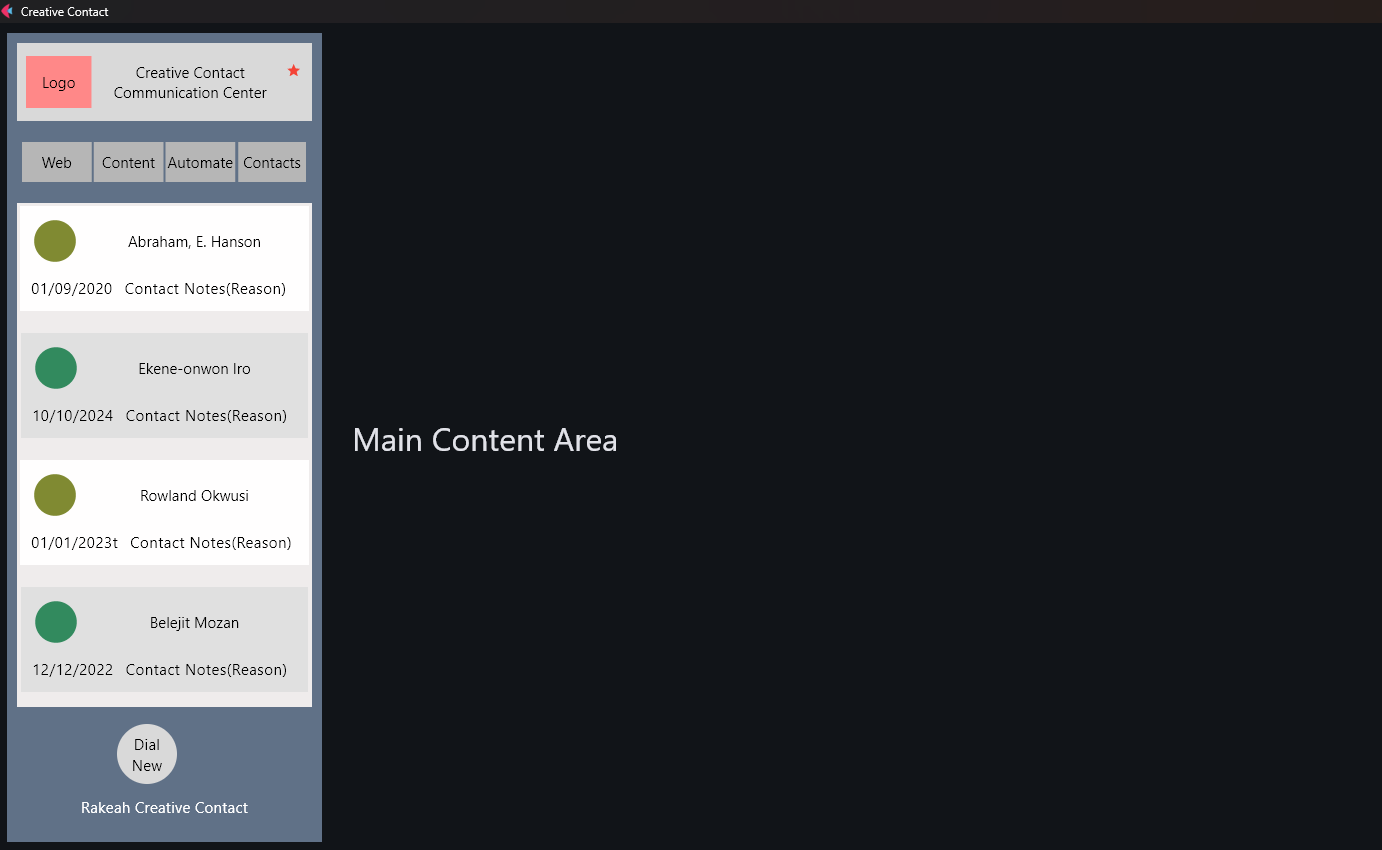 Creative Contact
Logo
Creative Contact
Communication Center
Web
Content
Automate
Contacts
Abraham, E. Hanson
01/09/2020 Contact Notes(Reason)
Ekene-onwon Iro
10/10/2024 Contact Notes(Reason)
Main Content Area
Rowland Okwusi
01/01/2023t Contact Notes(Reason)
Belejit Mozan
12/12/2022 Contact Notes(Reason)
Dial
New
Rakeah Creative Contact